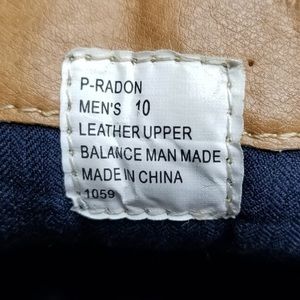 P-RADON
MEN'S 10
LEATHER UPPER
BALANCE MAN MADE
MADE IN CHINA
1059